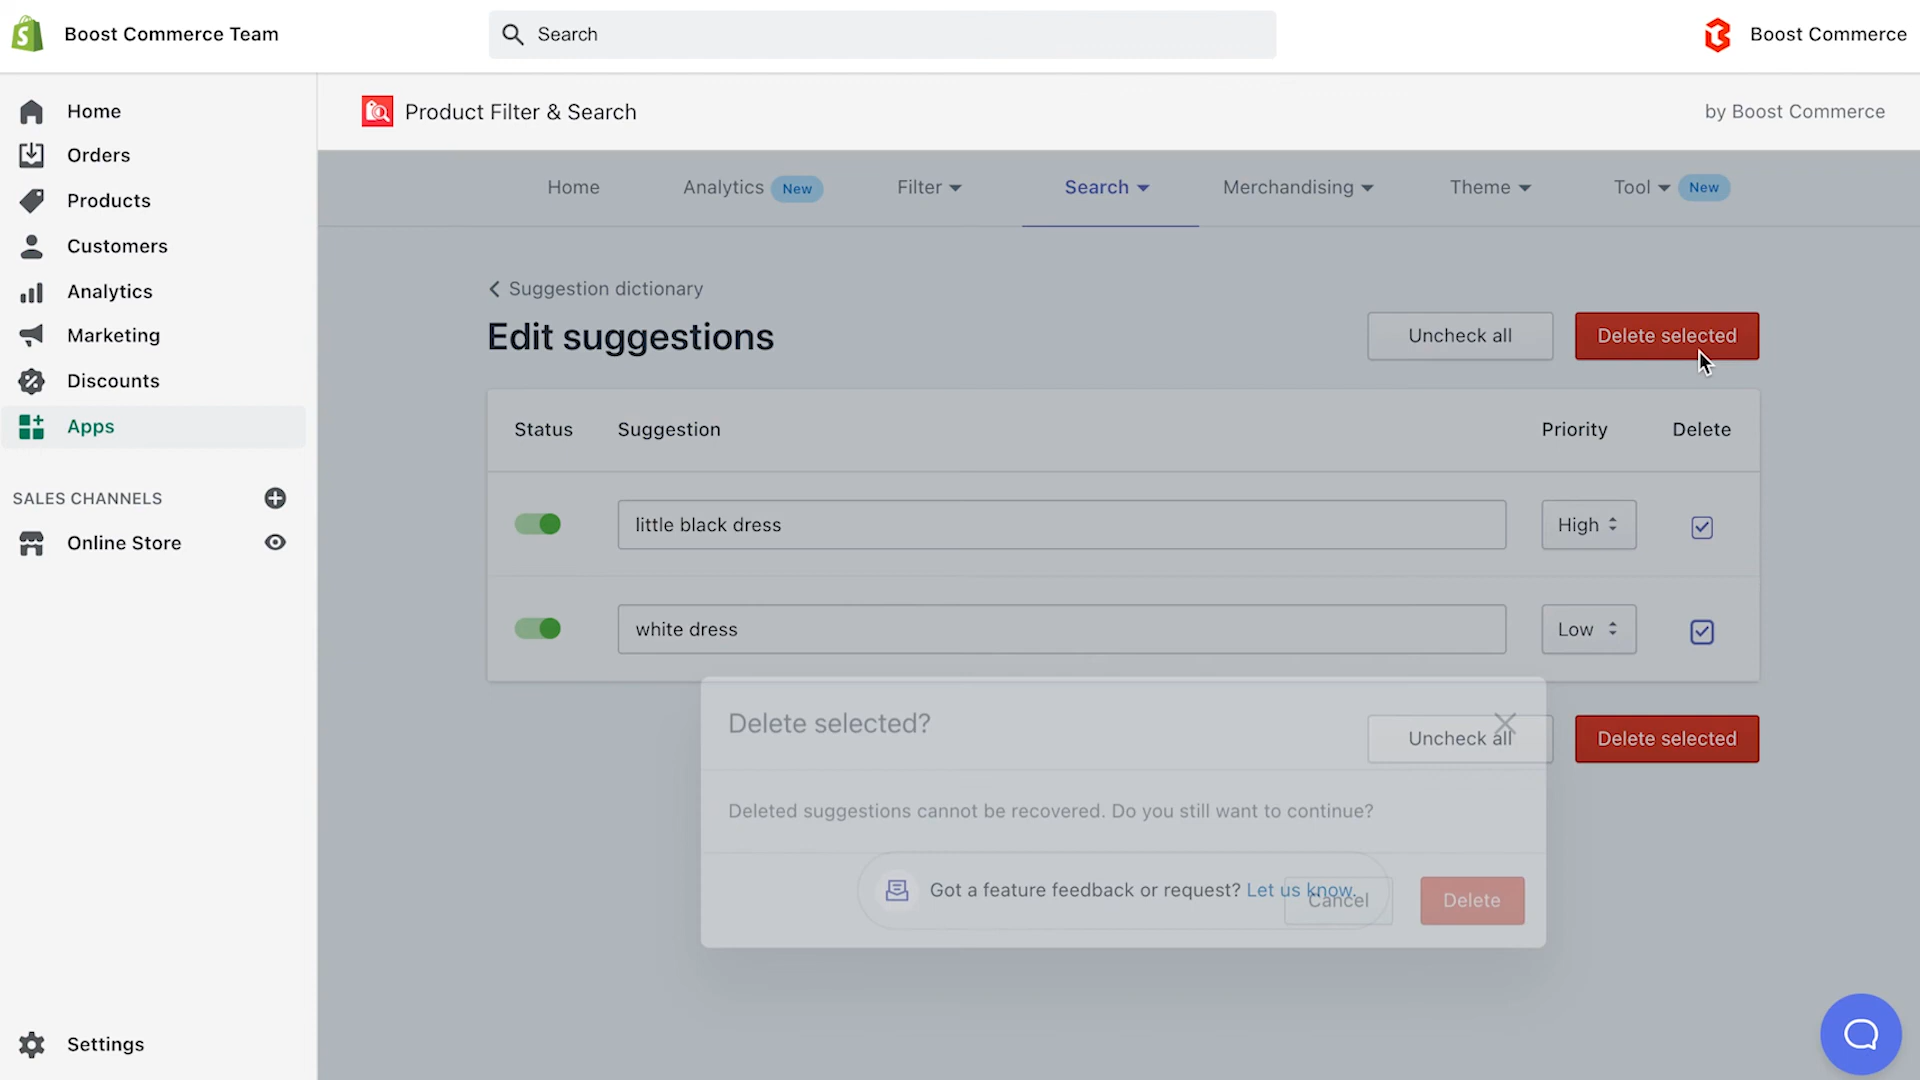 Boost Commerce Team
Search
Boost Commerce
Home
Orders
Products
Customers
Analytics
Marketing
Discounts
Apps
SALES CHANNELS
Online Store
Settings
Product Filter & Search
by Boost Commerce
Home
Analytics New
Filter
Search
Merchandising
Theme
Tool New
Suggestion dictionary
Edit suggestions
Uncheck all
Delete selected
Status Suggestion Priority Delete
little black dress High
white dress Low
Delete selected?
Uncheck all
Delete selected
Deleted suggestions cannot be recovered. Do you still want to continue?
Got a feature feedback or request? Let us know.
Cancel
Delete